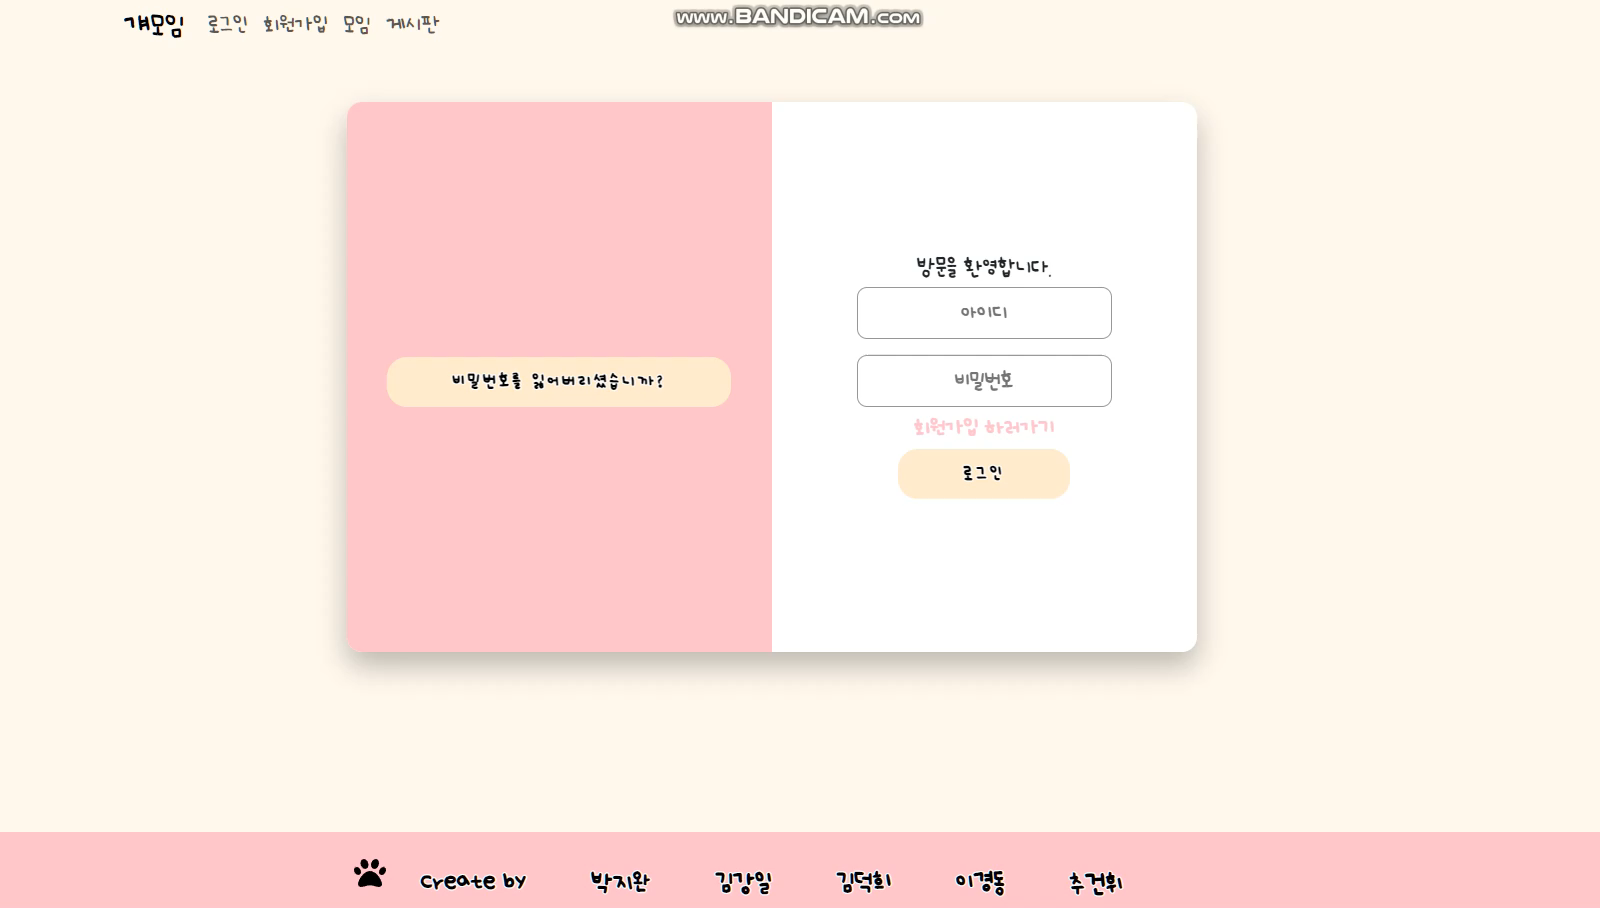 걔모임 로그인 회원가입 모임 게시판
www.BANDICAM.com
방문을 환영합니다.
아이디
비밀번호를 잃어버리셨습니까?
비밀번호
회원가입 하러가기
로그인
Create by 박지완 김강일 김덕희 이경동 추건휘